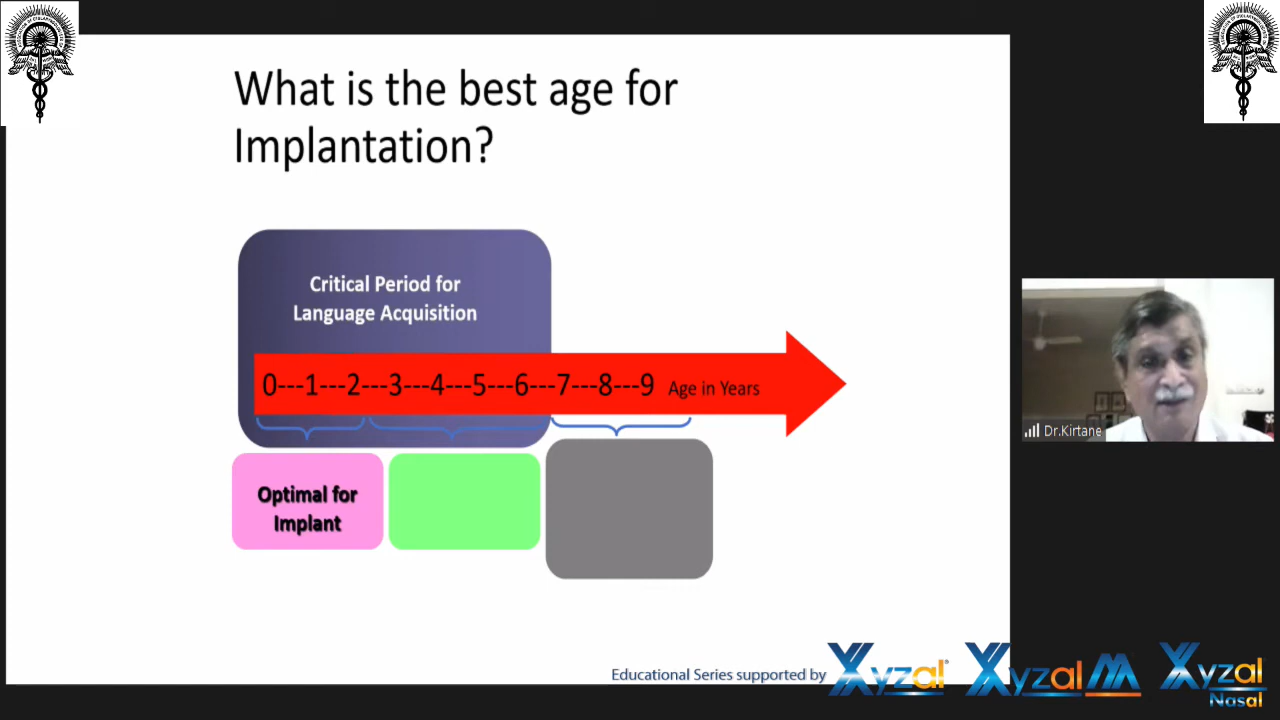 What is the best age for
Implantation?
Critical Period for
Language Acquisition
0---1---2---3---4---5---6---7---8---9 Age in Years
Optimal for
Implant
Dr.Kirtane
Educational Series supported by
Xyzal®
Xyzal M
Xyzal
Nasal